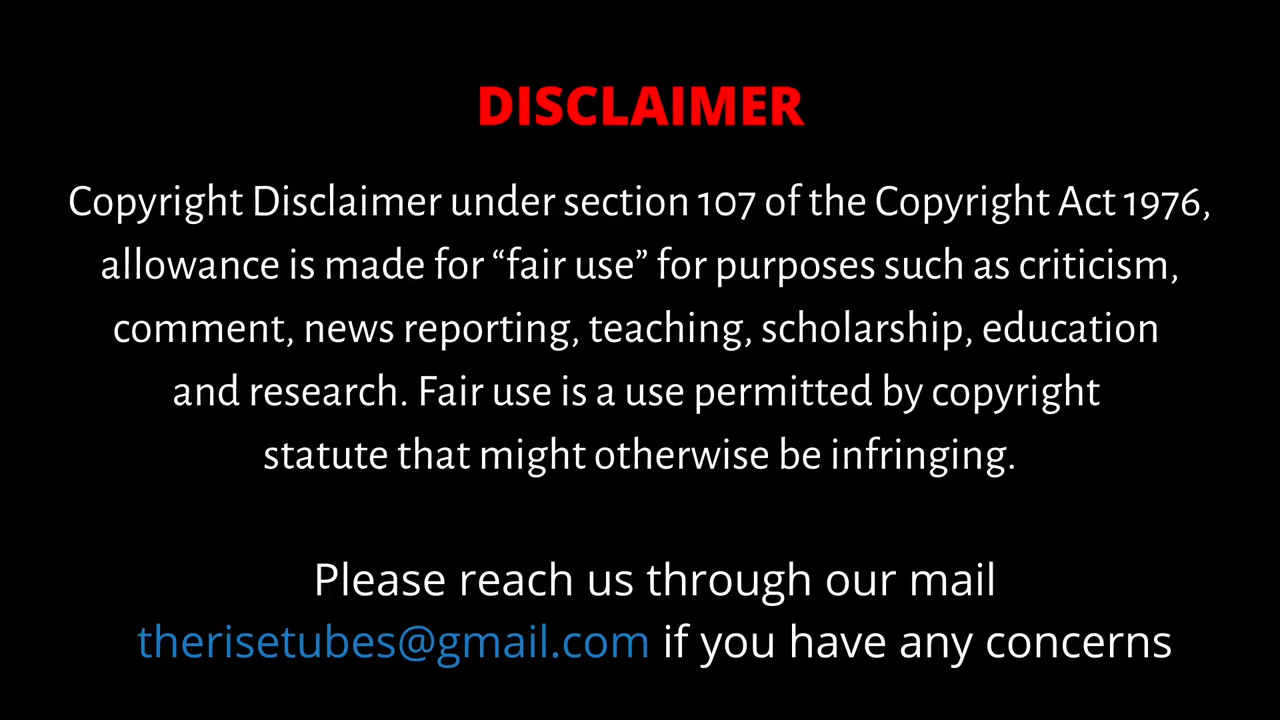 DISCLAIMER
Copyright Disclaimer under section 107 of the Copyright Act 1976,
allowance is made for “fair use” for purposes such as criticism,
comment, news reporting, teaching, scholarship, education
and research. Fair use is a use permitted by copyright
statute that might otherwise be infringing.
Please reach us through our mail
therisetubes@gmail.com if you have any concerns